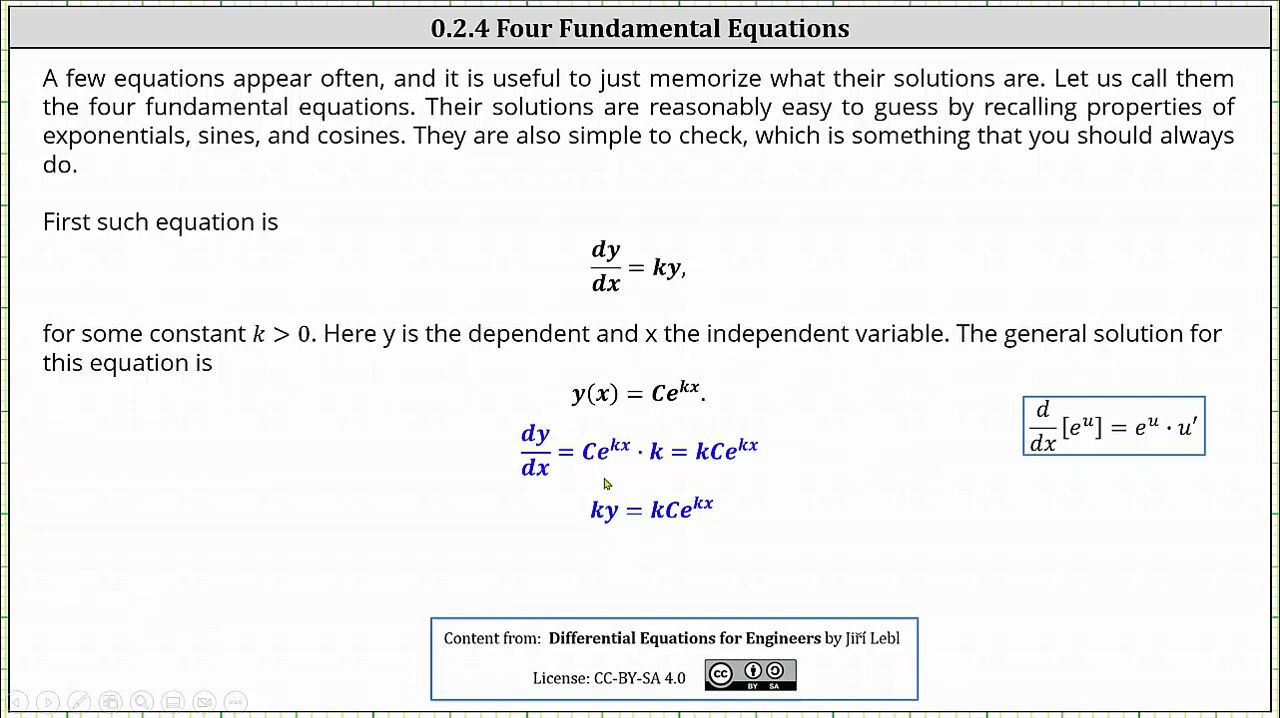 0.2.4 Four Fundamental Equations
A few equations appear often, and it is useful to just memorize what their solutions are. Let us call them
the four fundamental equations. Their solutions are reasonably easy to guess by recalling properties of
exponentials, sines, and cosines. They are also simple to check, which is something that you should always
do.
First such equation is
dy/dx = ky,
for some constant k > 0. Here y is the dependent and x the independent variable. The general solution for
this equation is
y(x) = Ce^{kx}.
dy/dx = Ce^{kx} · k = kCe^{kx}
d/dx [e^u] = e^u · u′
ky = kCe^{kx}
Content from: Differential Equations for Engineers by Jiří Lebl
License: CC-BY-SA 4.0
cc BY SA